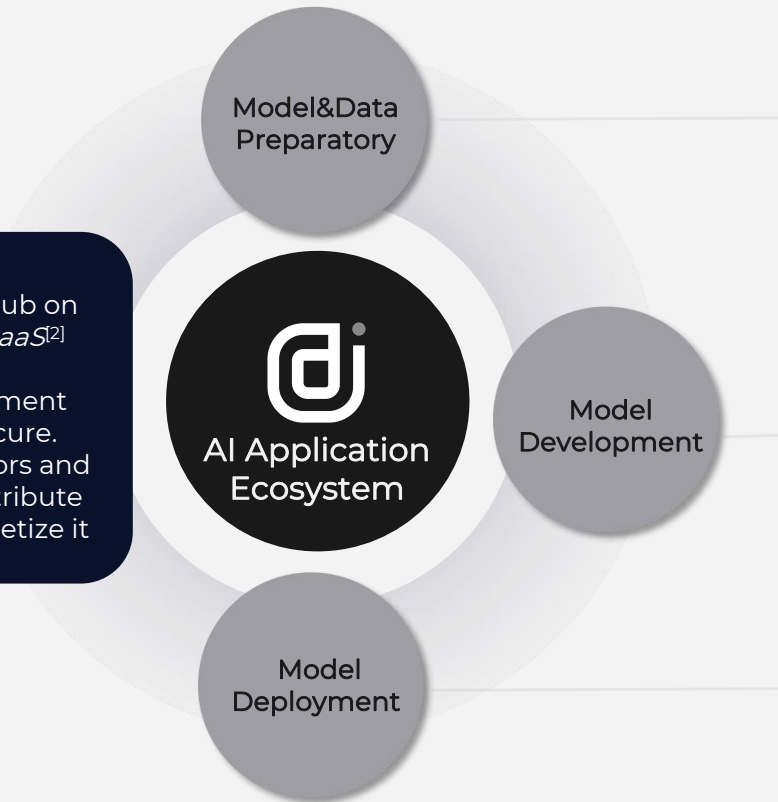 Model&Data
Preparatory
ub on
aaS[2]
ment
cure.
ors and
tribute
etize it
AI Application
Ecosystem
Model
Development
Model
Deployment